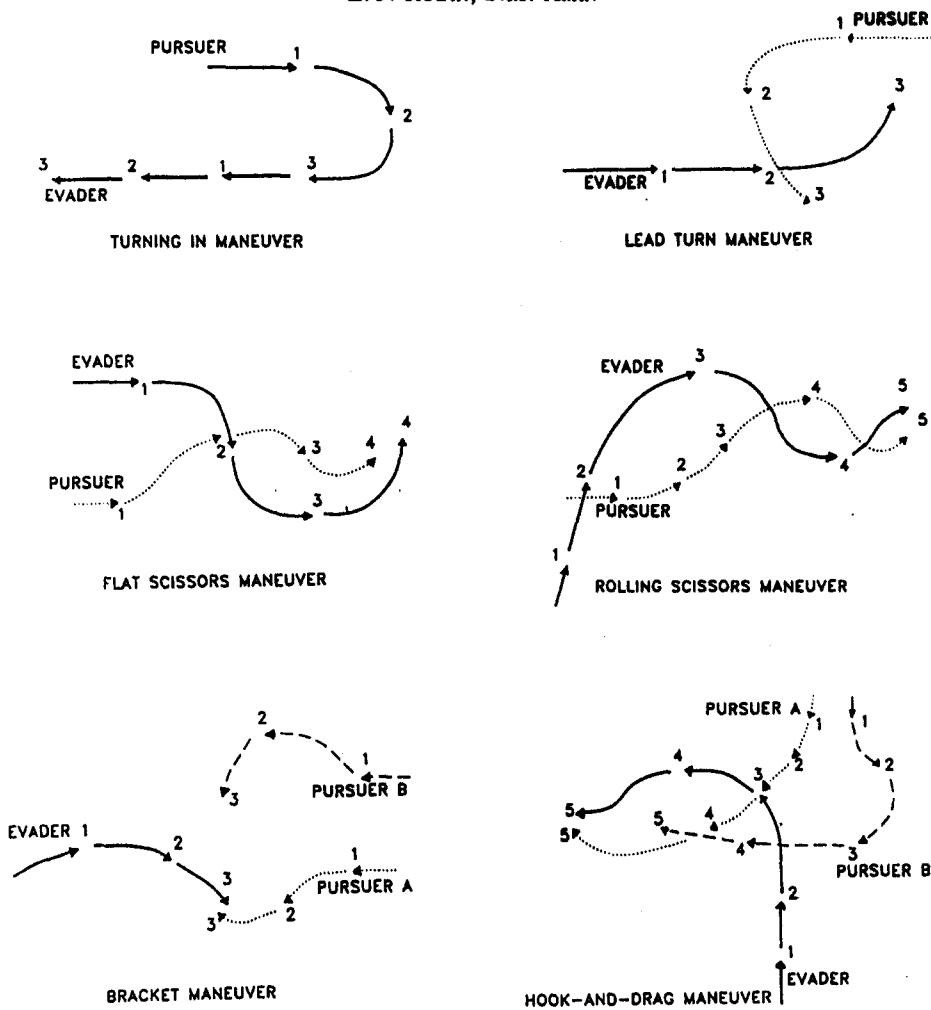 PURSUER 1
2
3 2 1 3
EVADER
TURNING IN MANEUVER
1 PURSUER
2
3
EVADER 1 2
3
LEAD TURN MANEUVER
EVADER
1
2
3
4
4
PURSUER
1
3
FLAT SCISSORS MANEUVER
EVADER 3
4
5
3
5
2
2
1
4
PURSUER
1
ROLLING SCISSORS MANEUVER
2
1
3
PURSUER B
EVADER 1
2
1
3
PURSUER A
3
2
BRACKET MANEUVER
PURSUER A
1
1
4
3
2
2
5
5
4
5
4
3
PURSUER B
2
1
EVADER
HOOK-AND-DRAG MANEUVER